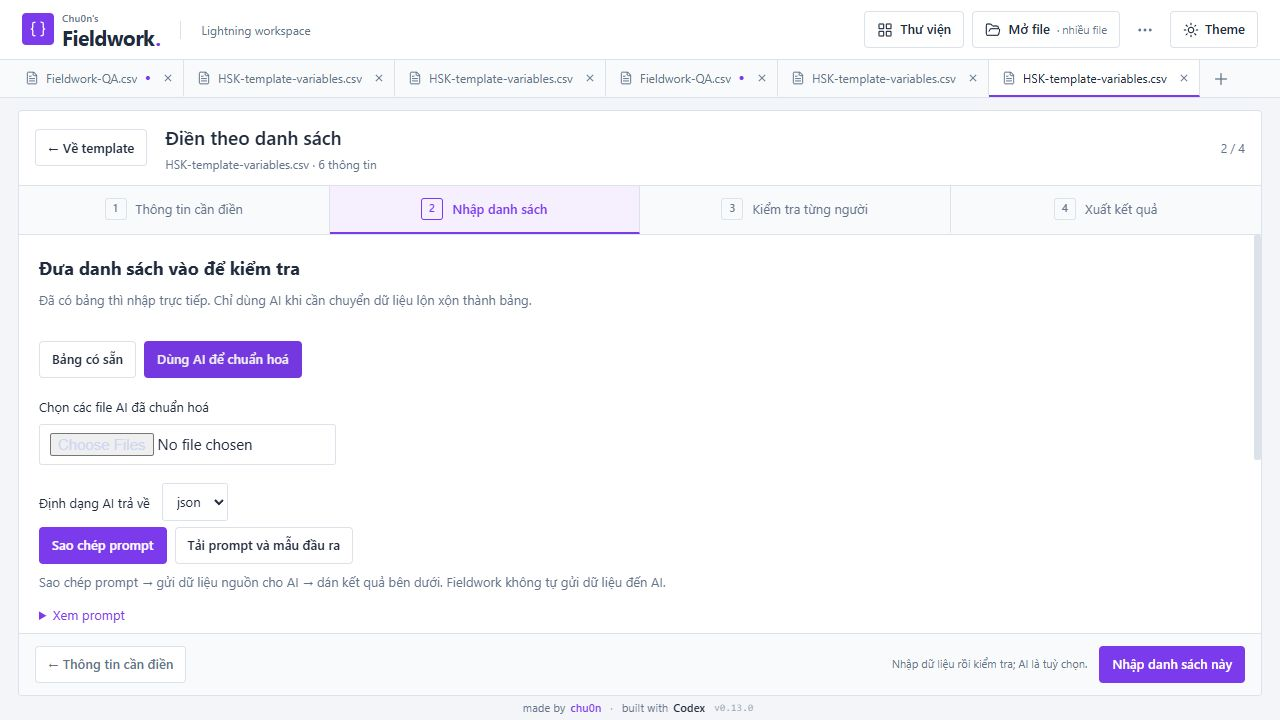 { }
Chu0n's
Fieldwork.
Lightning workspace
Thư viện
Mở file · nhiều file
Theme
Fieldwork-QA.csv
HSK-template-variables.csv
HSK-template-variables.csv
Fieldwork-QA.csv
HSK-template-variables.csv
HSK-template-variables.csv
← Về template
Điền theo danh sách
HSK-template-variables.csv · 6 thông tin
2 / 4
1 Thông tin cần điền
2 Nhập danh sách
3 Kiểm tra từng người
4 Xuất kết quả
Đưa danh sách vào để kiểm tra
Đã có bảng thì nhập trực tiếp. Chỉ dùng AI khi cần chuyển dữ liệu lộn xộn thành bảng.
Bảng có sẵn
Dùng AI để chuẩn hoá
Chọn các file AI đã chuẩn hoá
Choose Files No file chosen
Định dạng AI trả về json
Sao chép prompt
Tải prompt và mẫu đầu ra
Sao chép prompt → gửi dữ liệu nguồn cho AI → dán kết quả bên dưới. Fieldwork không tự gửi dữ liệu đến AI.
Xem prompt
← Thông tin cần điền
Nhập dữ liệu rồi kiểm tra; AI là tuỳ chọn.
Nhập danh sách này
made by chu0n · built with Codex v0.13.0